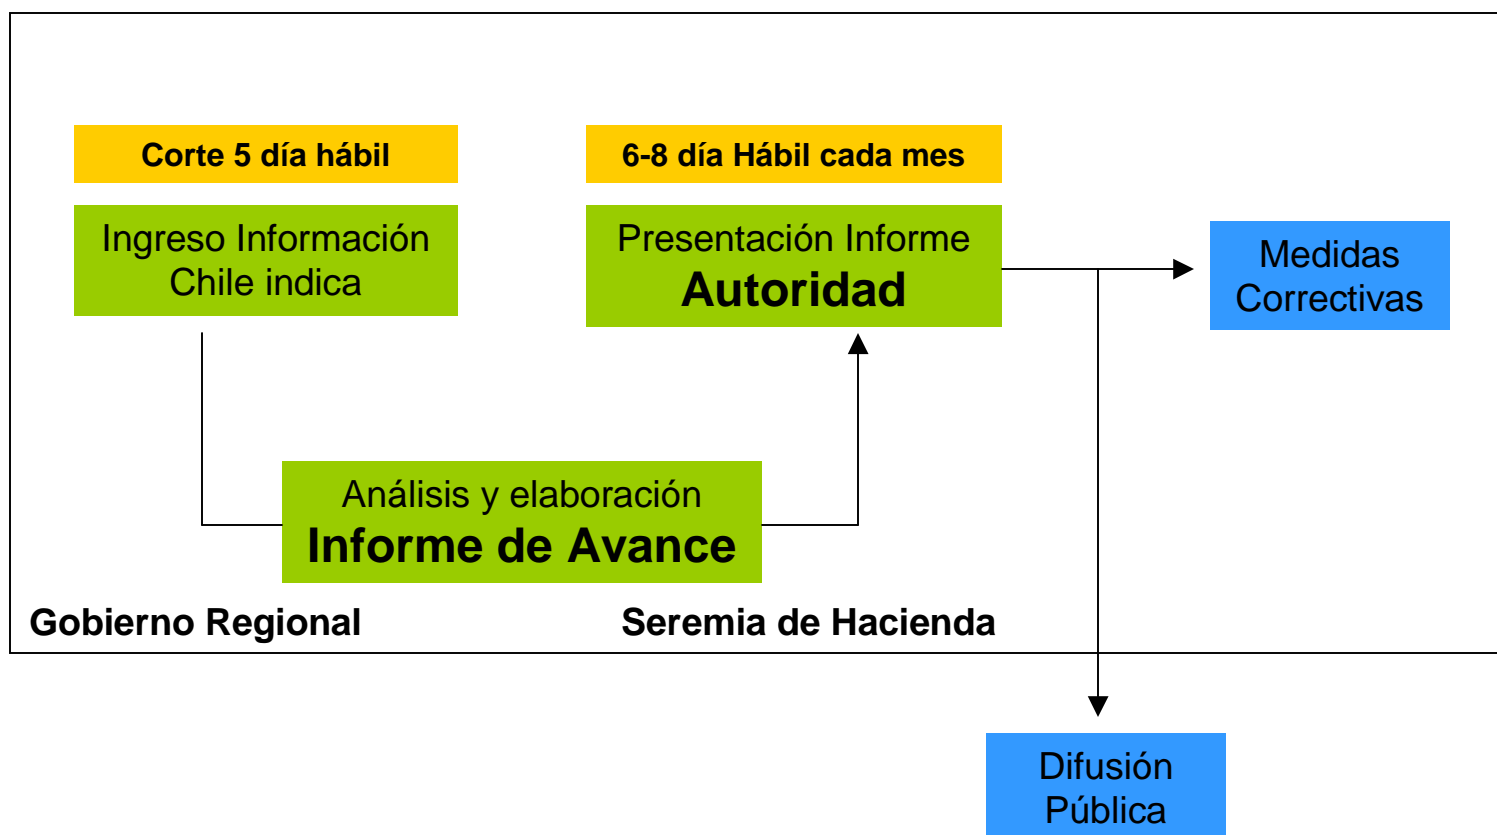 Corte 5 día hábil
Ingreso Información
Chile indica
6-8 día Hábil cada mes
Presentación Informe
Autoridad
Medidas
Correctivas
Análisis y elaboración
Informe de Avance
Gobierno Regional
Seremia de Hacienda
Difusión
Pública